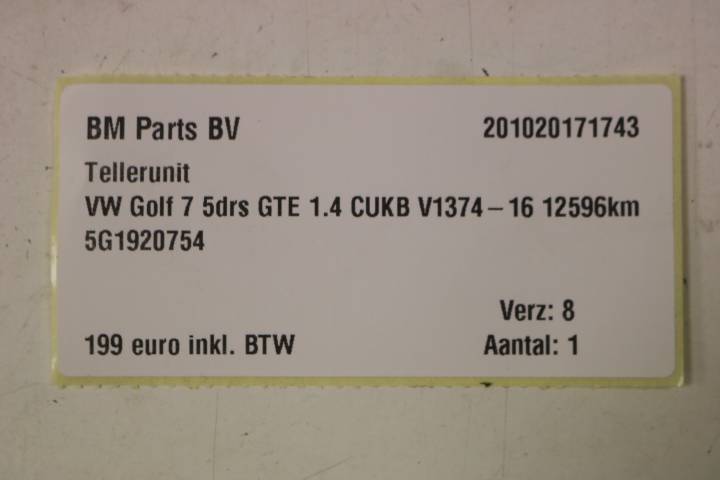 BM Parts BV 201020171743
Tellerunit
VW Golf 7 5drs GTE 1.4 CUKB V1374-16 12596km
5G1920754
Verz: 8
199 euro inkl. BTW Aantal: 1